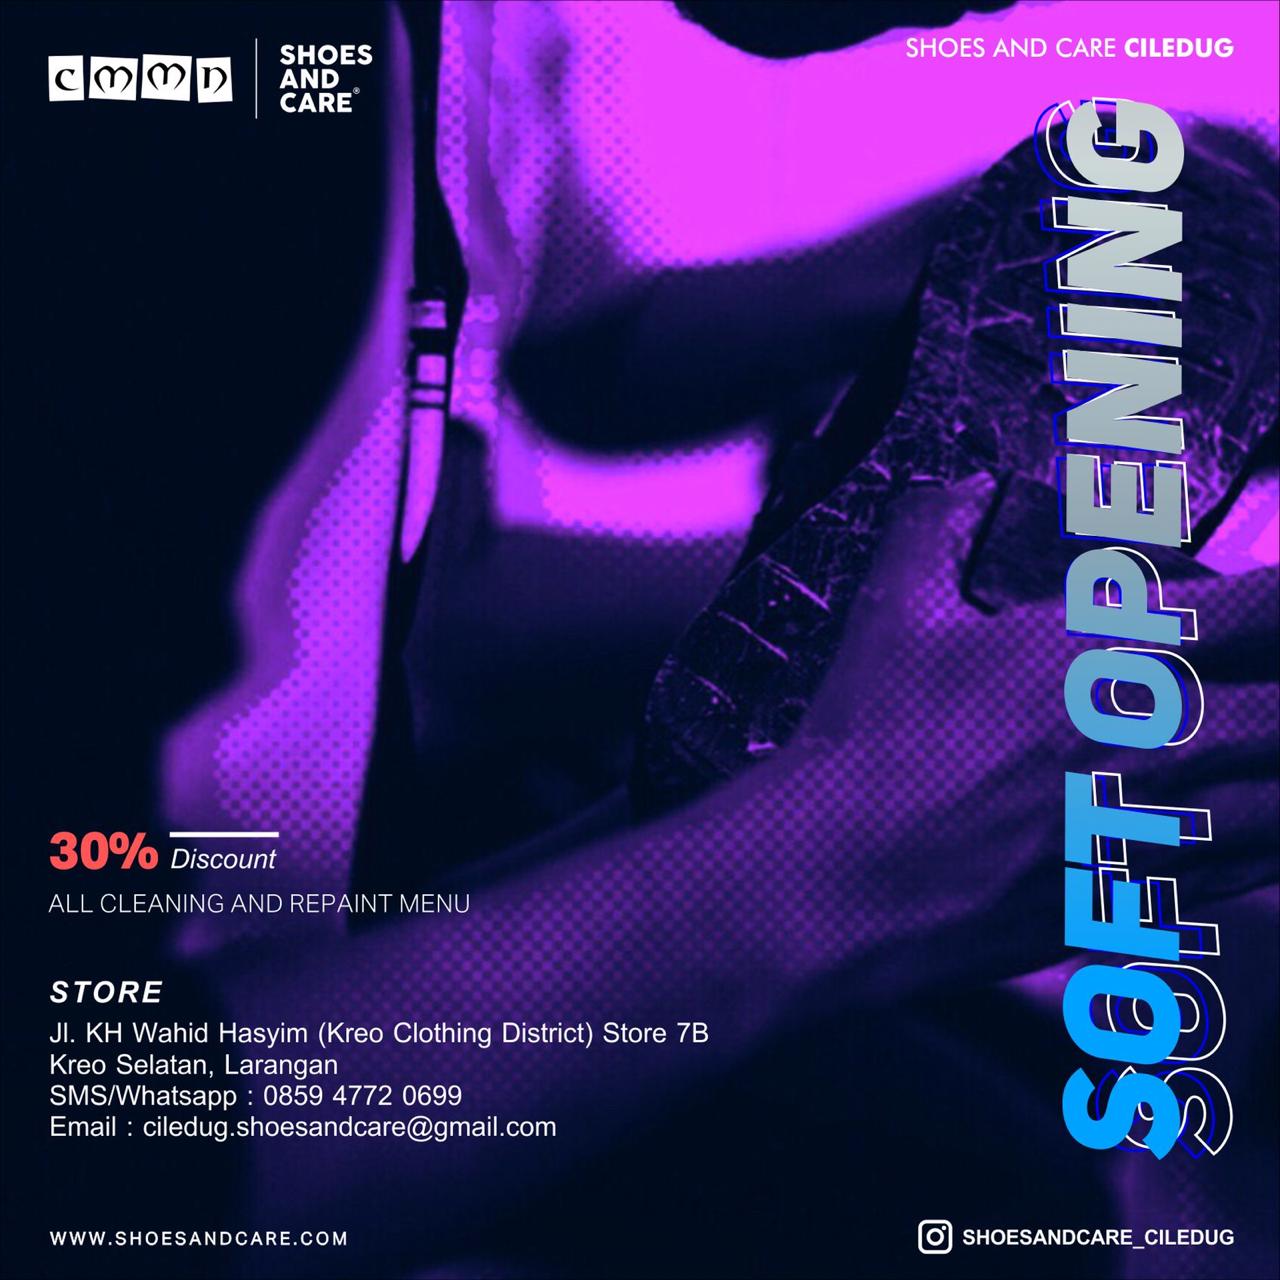 cmmn
SHOES
AND
CARE®
SHOES AND CARE CILEDUG
SOFT OPENING
30% Discount
ALL CLEANING AND REPAINT MENU
STORE
Jl. KH Wahid Hasyim (Kreo Clothing District) Store 7B
Kreo Selatan, Larangan
SMS/Whatsapp : 0859 4772 0699
Email : ciledug.shoesandcare@gmail.com
WWW.SHOESANDCARE.COM
SHOESANDCARE_CILEDUG